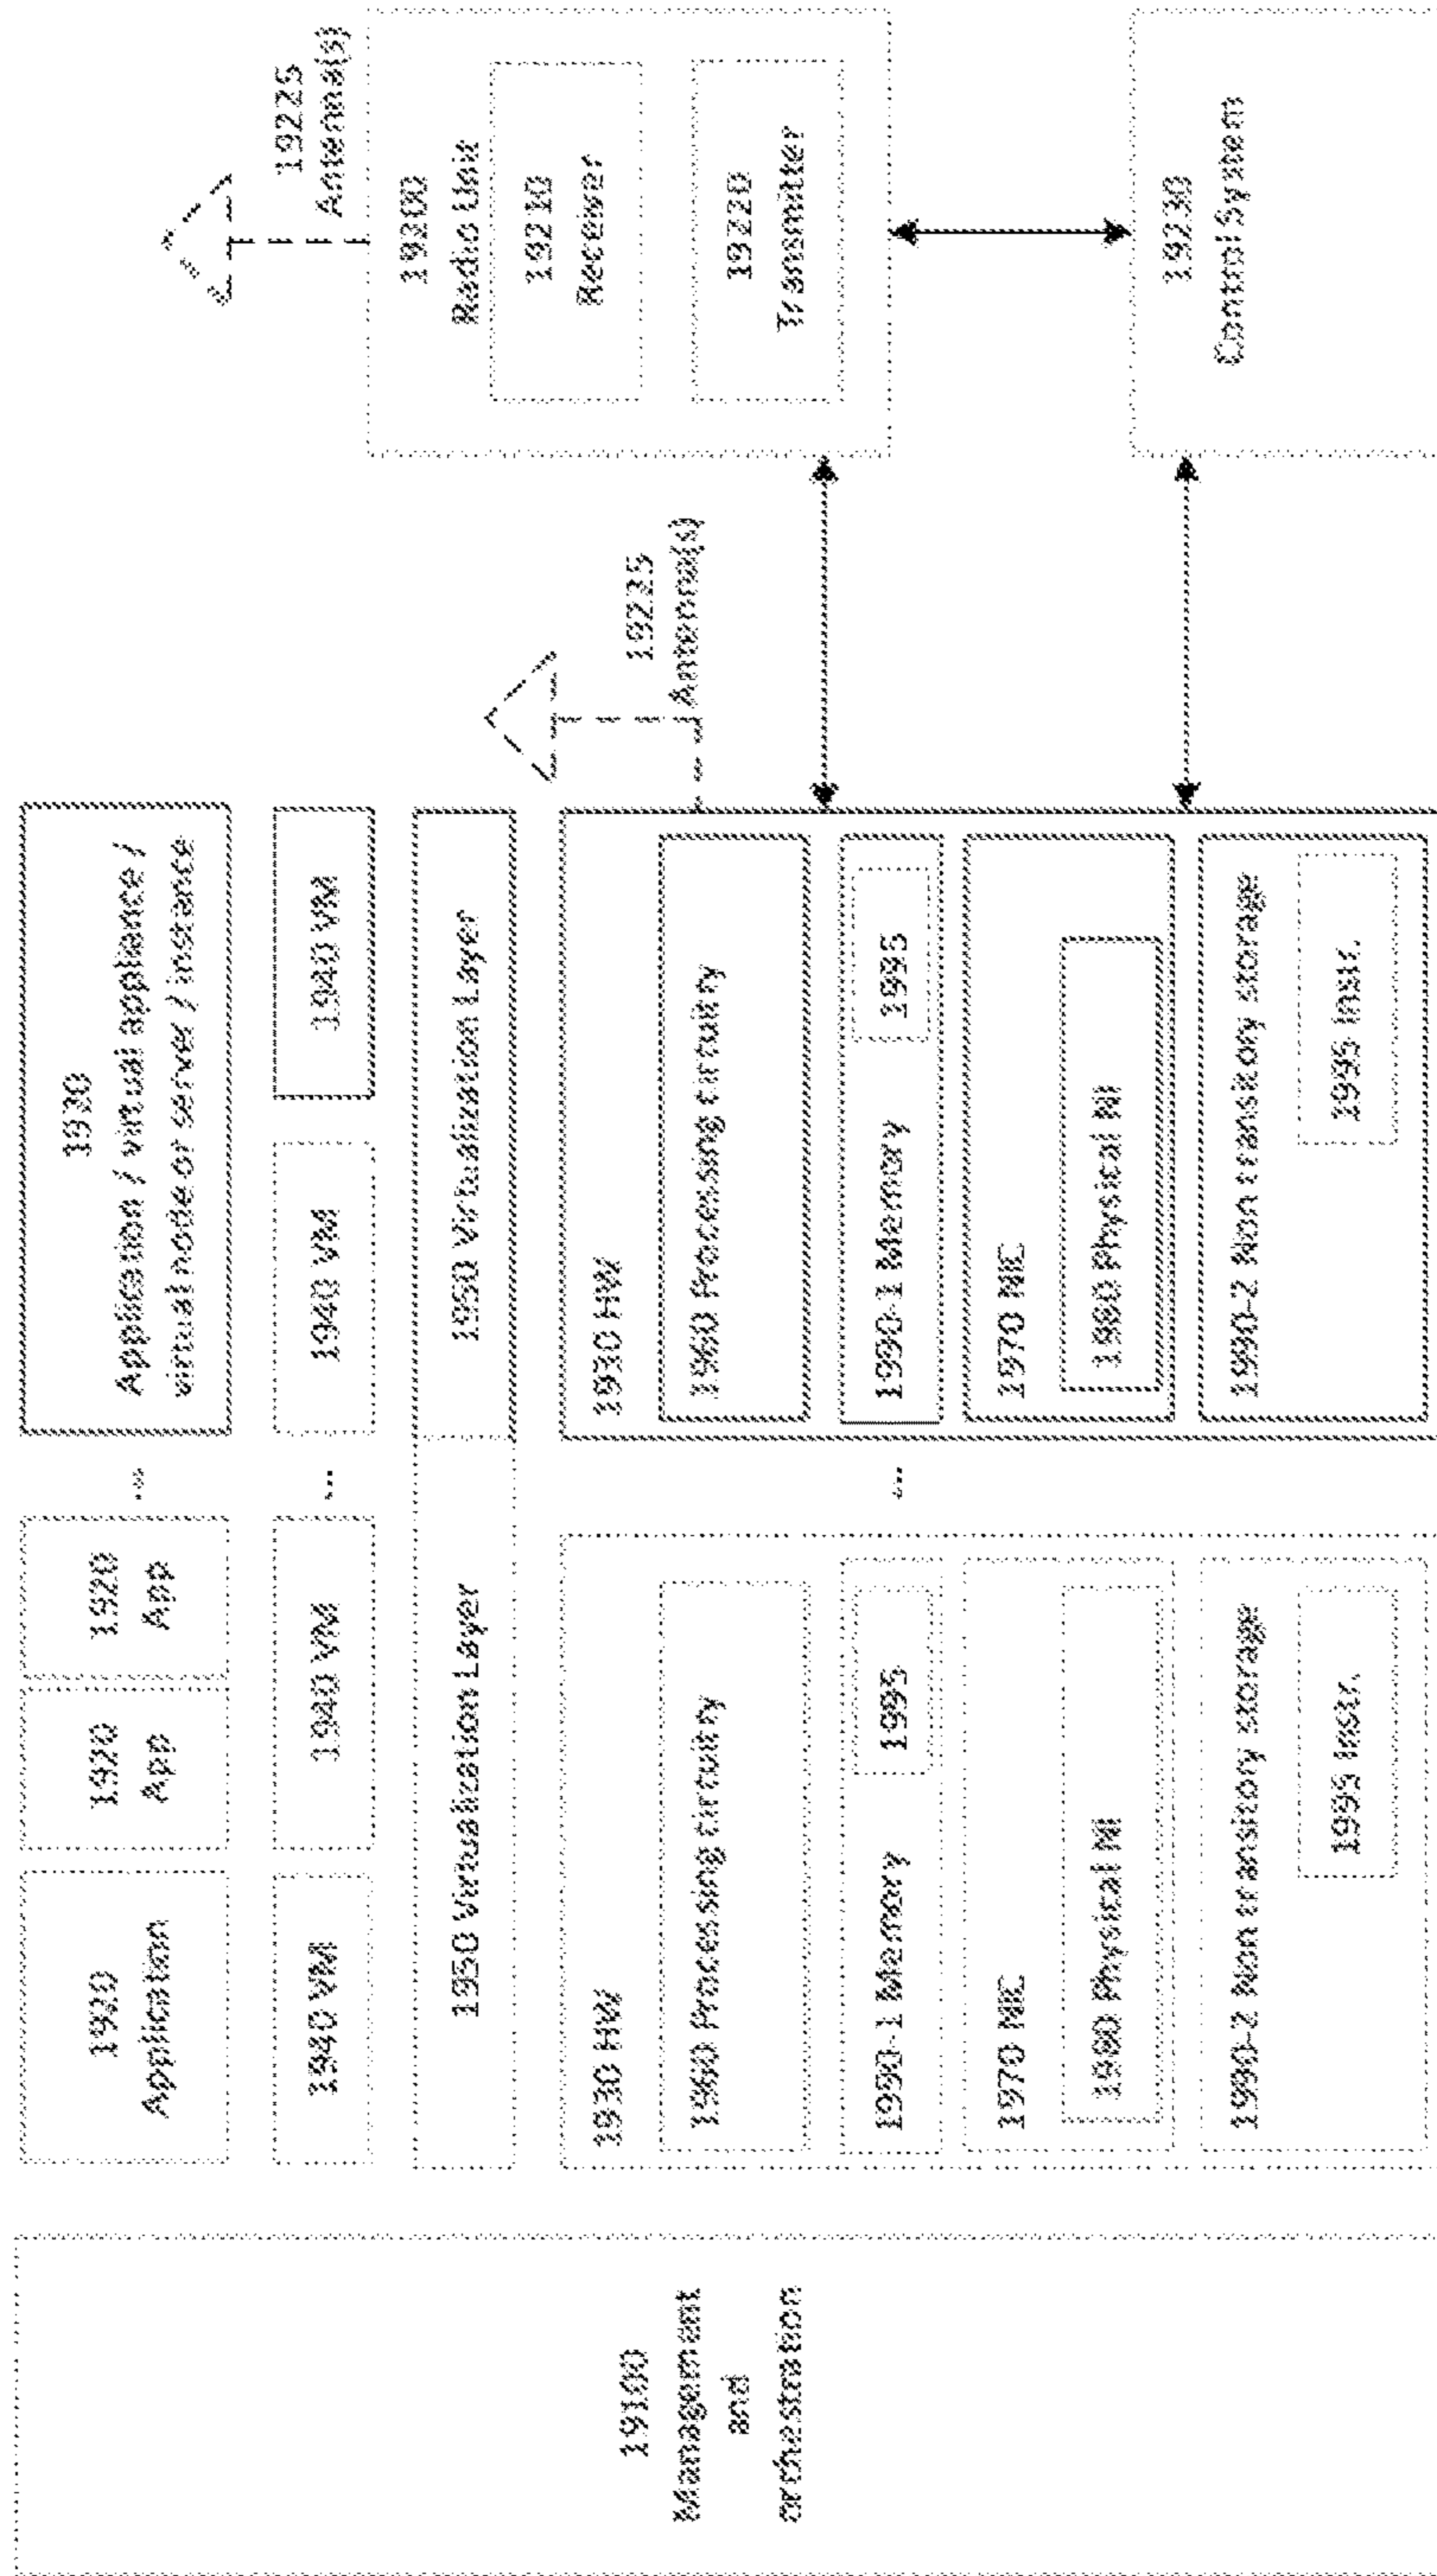 19100
Management
and
orchestration
1920
Application
1920
App
1920
App
...
1920
Application / virtual appliance /
virtual node or server / instance
1940 VM
1940 VM
...
1940 VM
1940 VM
1950 Virtualization Layer
1950 Virtualization Layer
1930 HW
1960 Processing circuitry
1990-1 Memory
1995
1970 NIC
1980 Physical NI
1990-2 Non transitory storage
1995 Instr.
...
1930 HW
1960 Processing circuitry
1990-1 Memory
1995
1970 NIC
1980 Physical NI
1990-2 Non transitory storage
1995 Instr.
19225
Antenna(s)
19225
Antenna(s)
19200
Radio Unit
19210
Receiver
19220
Transmitter
19230
Control System